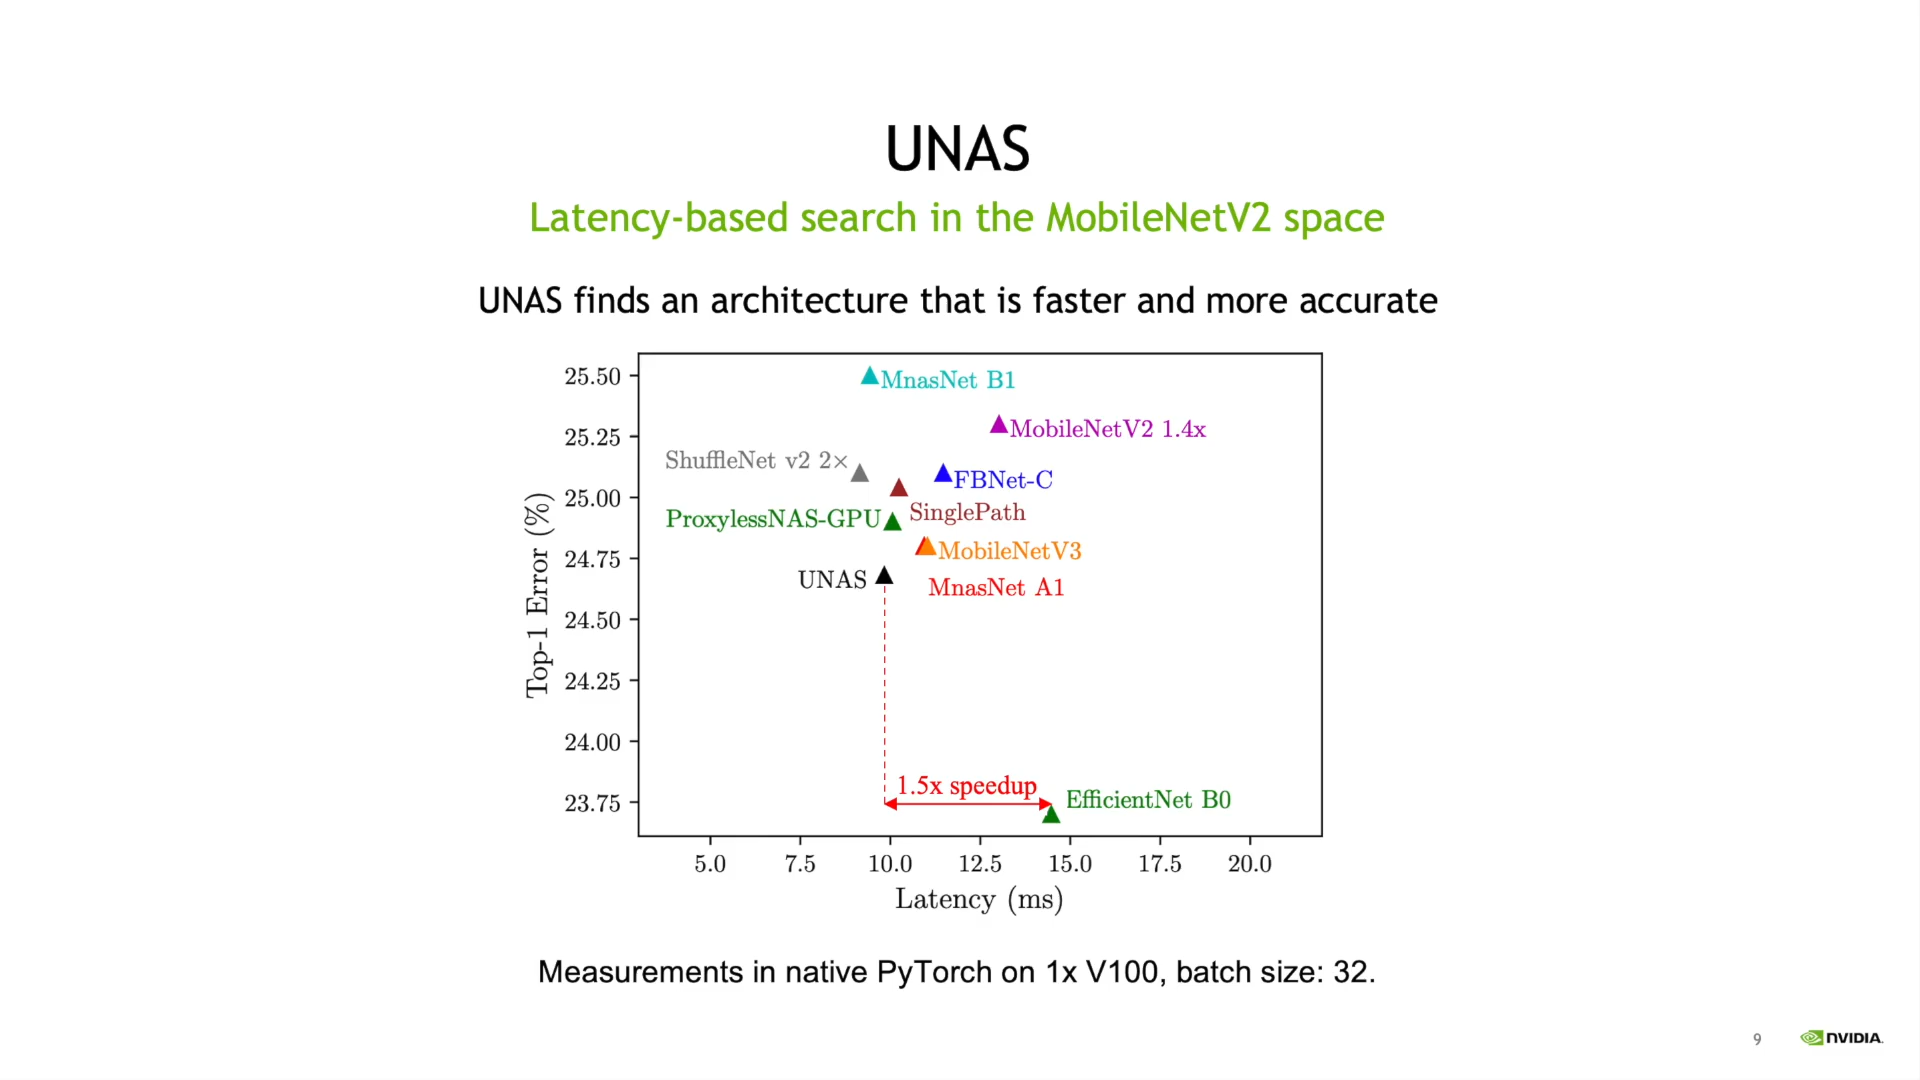 UNAS
Latency-based search in the MobileNetV2 space
UNAS finds an architecture that is faster and more accurate
25.50
25.25
25.00
24.75
24.50
24.25
24.00
23.75
Top-1 Error (%)
MnasNet B1
MobileNetV2 1.4x
ShuffleNet v2 2×
FBNet-C
SinglePath
ProxylessNAS-GPU
MobileNetV3
UNAS
MnasNet A1
1.5x speedup
EfficientNet B0
5.0 7.5 10.0 12.5 15.0 17.5 20.0
Latency (ms)
Measurements in native PyTorch on 1x V100, batch size: 32.
9
NVIDIA.